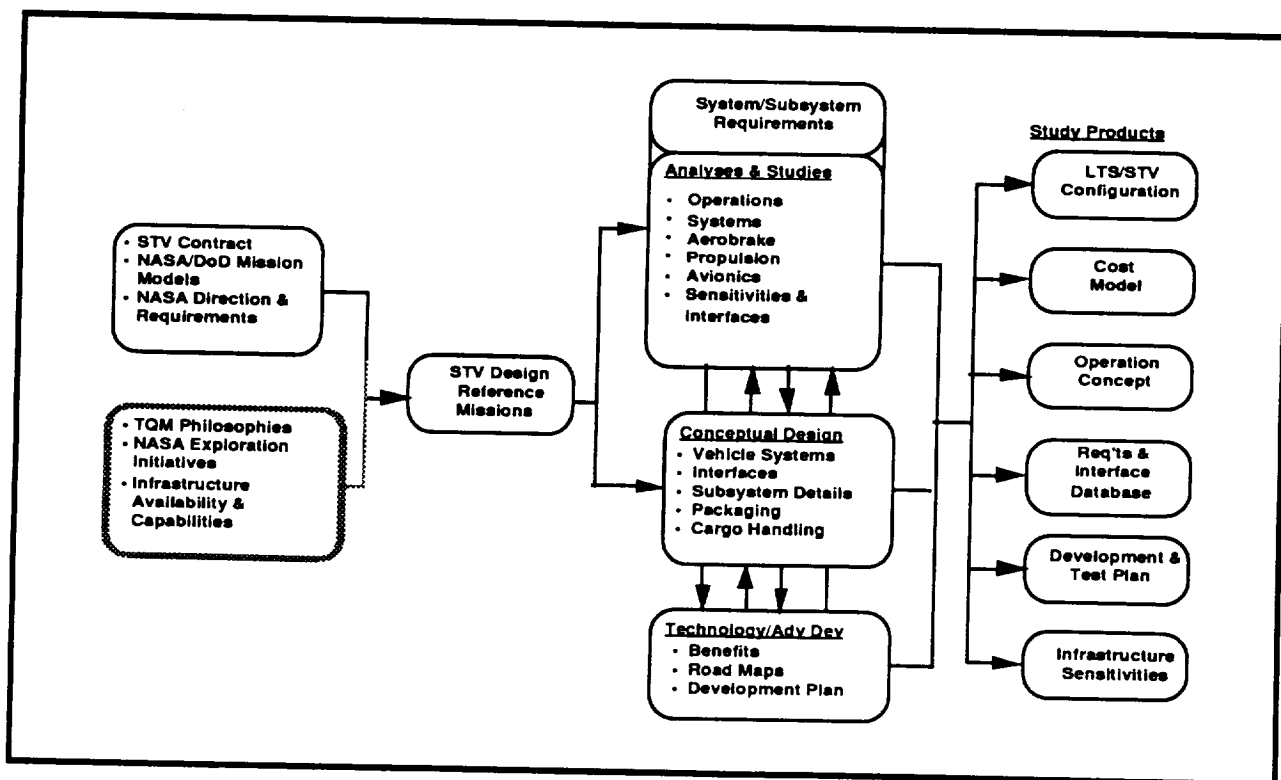 • STV Contract
• NASA/DoD Mission
Models
• NASA Direction &
Requirements
• TQM Philosophies
• NASA Exploration
Initiatives
• Infrastructure
Availability &
Capabilities
STV Design
Reference
Missions
System/Subsystem
Requirements
Analyses & Studies
• Operations
• Systems
• Aerobrake
• Propulsion
• Avionics
• Sensitivities &
Interfaces
Conceptual Design
• Vehicle Systems
• Interfaces
• Subsystem Details
• Packaging
• Cargo Handling
Technology/Adv Dev
• Benefits
• Road Maps
• Development Plan
Study Products
LTS/STV
Configuration
Cost
Model
Operation
Concept
Req'ts &
Interface
Database
Development &
Test Plan
Infrastructure
Sensitivities